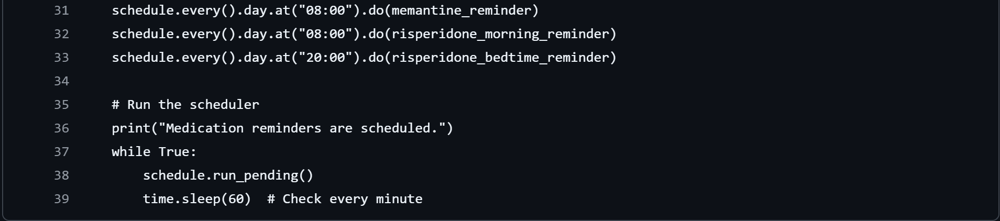 31 schedule.every().day.at("08:00").do(memantine_reminder)
32 schedule.every().day.at("08:00").do(risperidone_morning_reminder)
33 schedule.every().day.at("20:00").do(risperidone_bedtime_reminder)
34
35 # Run the scheduler
36 print("Medication reminders are scheduled.")
37 while True:
38     schedule.run_pending()
39     time.sleep(60)  # Check every minute